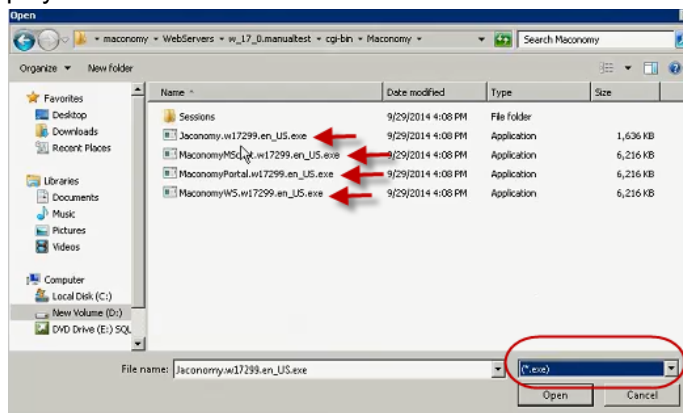 Open
▾ maconomy ▾ WebServers ▾ w_17_0.manualtest ▾ cgi-bin ▾ Maconomy ▾ Search Maconomy
Organize ▾ New folder
Name Date modified Type Size
Favorites
Desktop
Downloads
Recent Places
Libraries
Documents
Music
Pictures
Videos
Computer
Local Disk (C:)
New Volume (D:)
DVD Drive (E:) SQL
Sessions 9/29/2014 4:08 PM File folder
Jaconomy.w17299.en_US.exe 9/29/2014 4:08 PM Application 1,636 KB
MaconomyMScript.w17299.en_US.exe 9/29/2014 4:08 PM Application 6,216 KB
MaconomyPortal.w17299.en_US.exe 9/29/2014 4:08 PM Application 6,216 KB
MaconomyWS.w17299.en_US.exe 9/29/2014 4:08 PM Application 6,216 KB
File name: Jaconomy.w17299.en_US.exe (*.exe)
Open Cancel